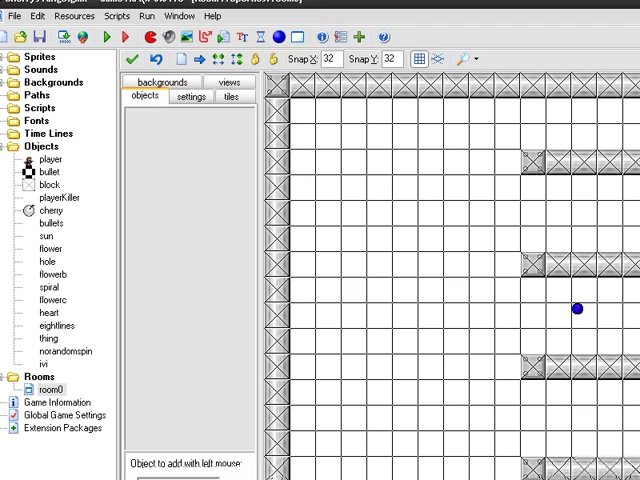 File Edit Resources Scripts Run Window Help
Snap X: 32 Snap Y: 32
Sprites
Sounds
Backgrounds
Paths
Scripts
Fonts
Time Lines
Objects
player
bullet
block
playerKiller
cherry
bullets
sun
flower
hole
flowerb
spiral
flowerc
heart
eightlines
thing
norandomspin
ivi
Rooms
room0
Game Information
Global Game Settings
Extension Packages
backgrounds views
objects settings tiles
Object to add with left mouse: